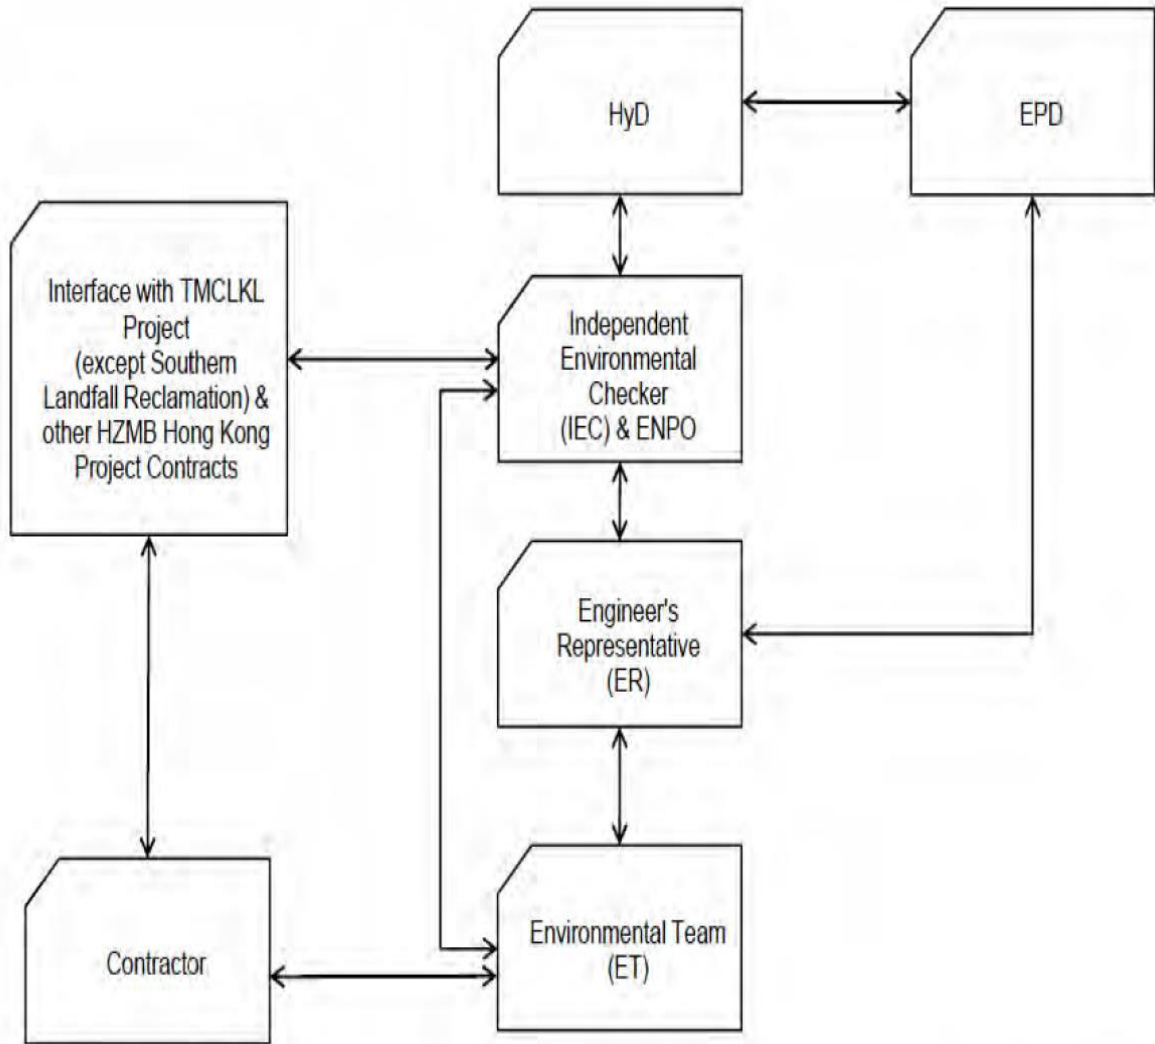 HyD
EPD
Interface with TMCLKL
Project
(except Southern
Landfall Reclamation) &
other HZMB Hong Kong
Project Contracts
Independent
Environmental
Checker
(IEC) & ENPO
Engineer's
Representative
(ER)
Contractor
Environmental Team
(ET)